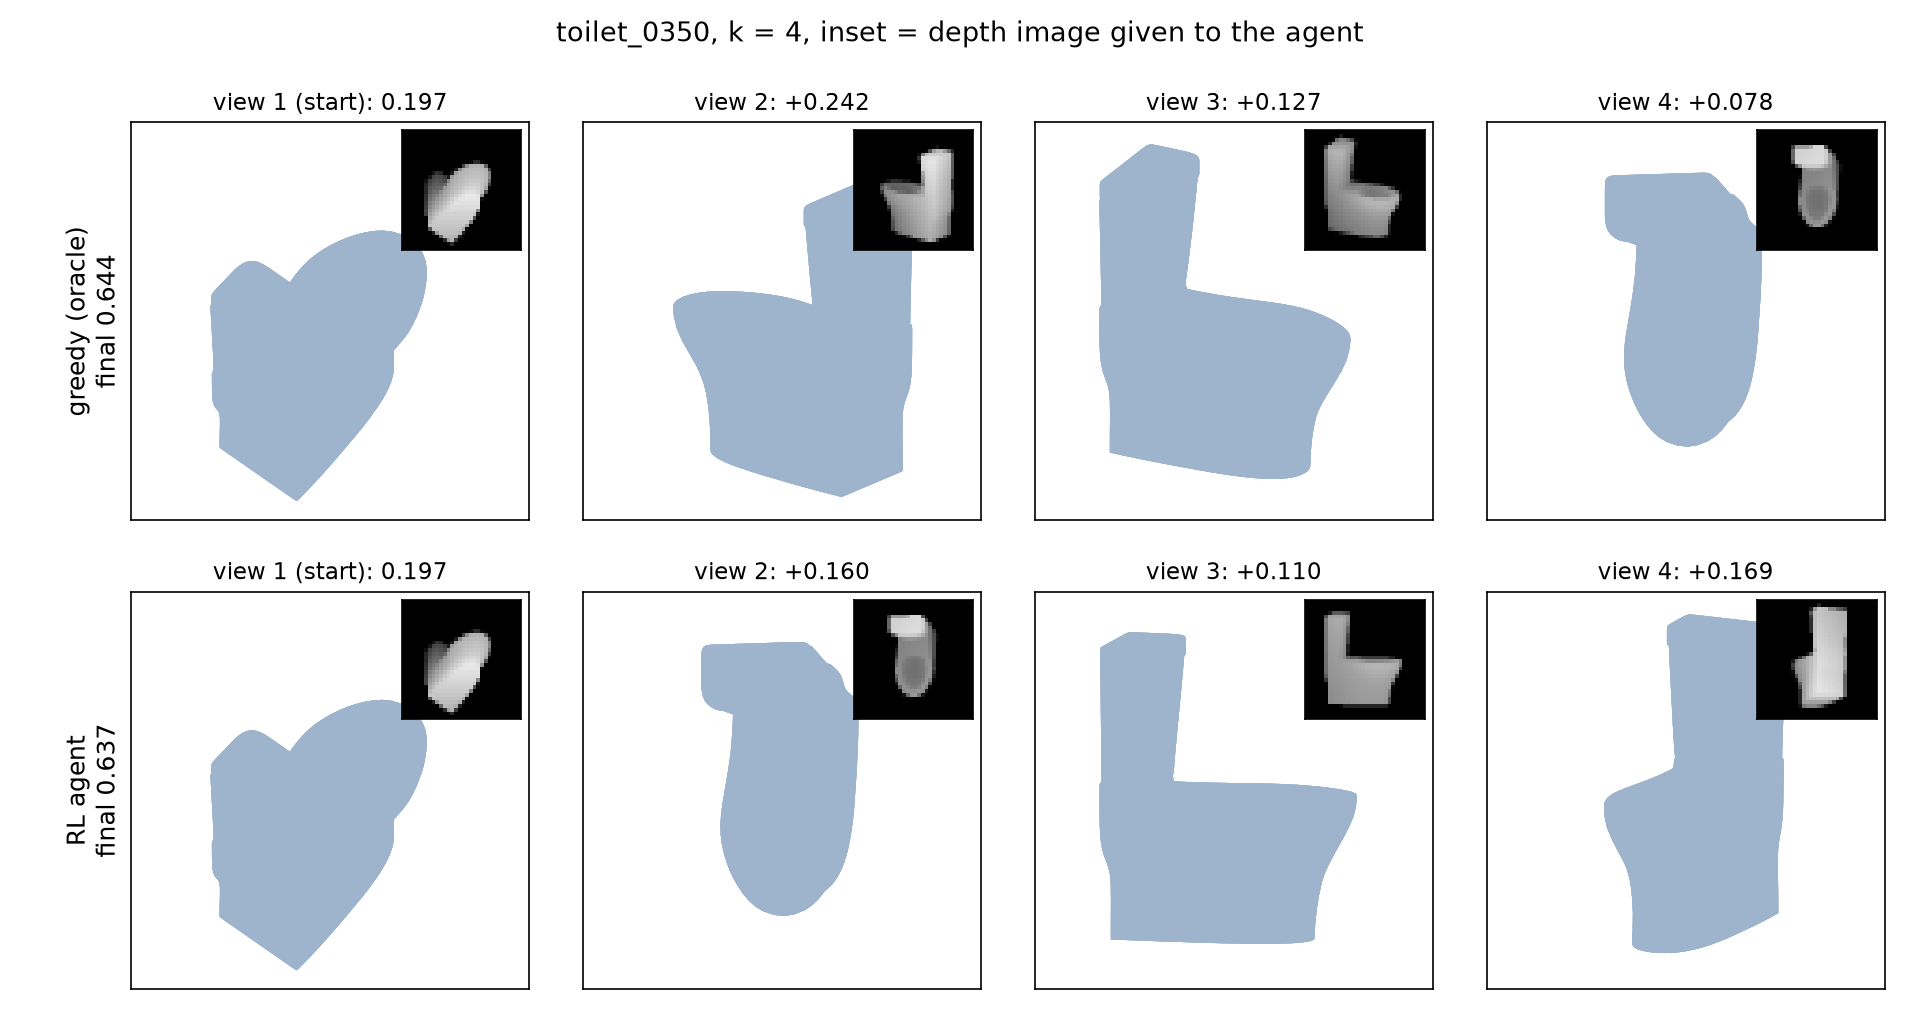 toilet_0350, k = 4, inset = depth image given to the agent
greedy (oracle)
final 0.644
view 1 (start): 0.197
view 2: +0.242
view 3: +0.127
view 4: +0.078
RL agent
final 0.637
view 1 (start): 0.197
view 2: +0.160
view 3: +0.110
view 4: +0.169